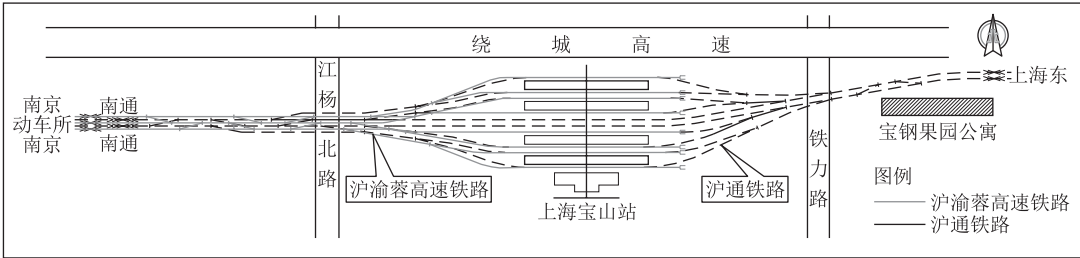 绕城高速
江杨北路
上海东
南京
南通
动车所
南京
南通
宝钢果园公寓
铁力路
沪渝蓉高速铁路
沪通铁路
上海宝山站
图例
沪渝蓉高速铁路
沪通铁路